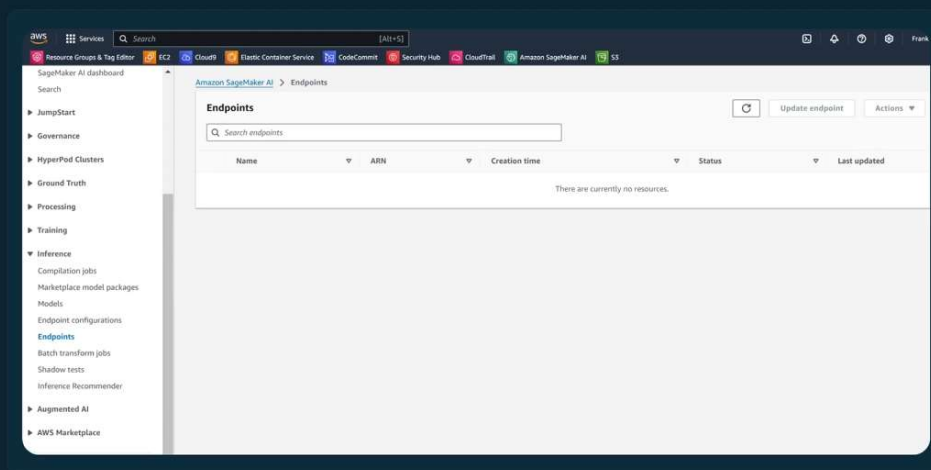 aws
Services
Search
[Alt+S]
Frank
Resource Groups & Tag Editor
EC2
Cloud9
Elastic Container Service
CodeCommit
Security Hub
CloudTrail
Amazon SageMaker AI
S3
SageMaker AI dashboard
Search
JumpStart
Governance
HyperPod Clusters
Ground Truth
Processing
Training
Inference
Compilation jobs
Marketplace model packages
Models
Endpoint configurations
Endpoints
Batch transform jobs
Shadow tests
Inference Recommender
Augmented AI
AWS Marketplace
Amazon SageMaker AI > Endpoints
Endpoints
Update endpoint
Actions
Search endpoints
Name
ARN
Creation time
Status
Last updated
There are currently no resources.